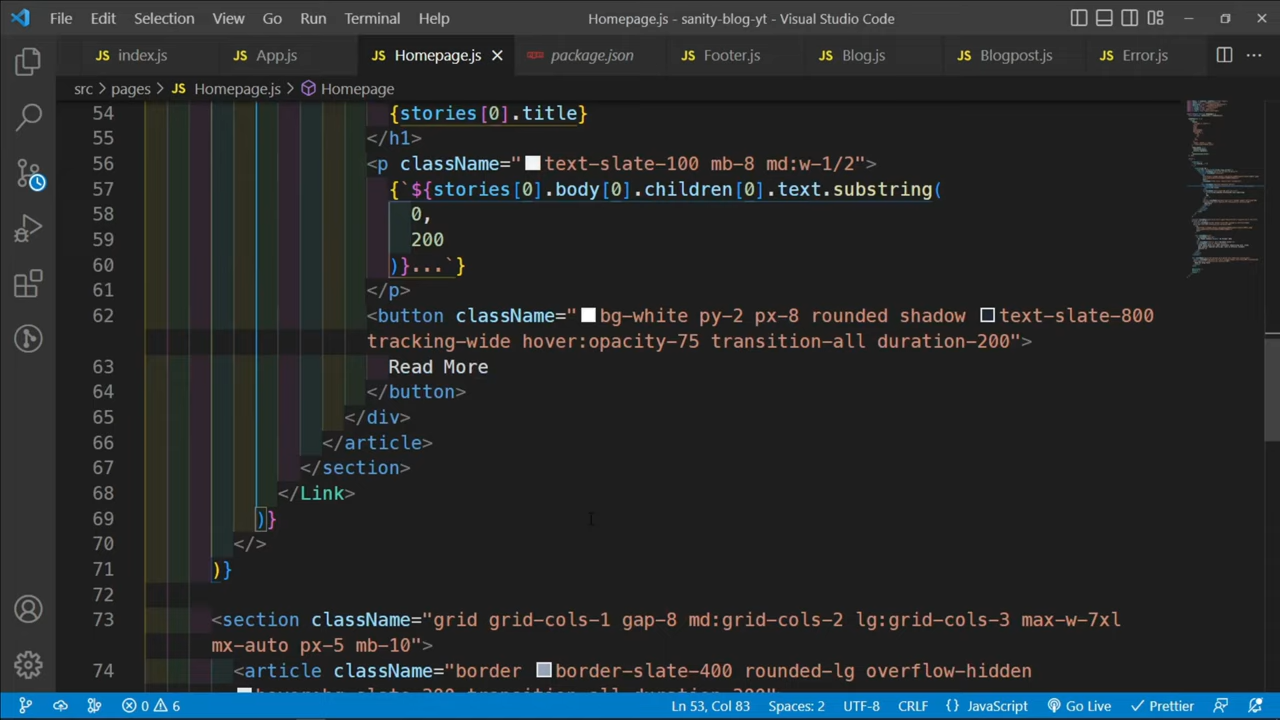 File Edit Selection View Go Run Terminal Help Homepage.js - sanity-blog-yt - Visual Studio Code
JS index.js JS App.js JS Homepage.js package.json JS Footer.js JS Blog.js JS Blogpost.js JS Error.js
src > pages > JS Homepage.js > Homepage
54 {stories[0].title}
55 </h1>
56 <p className="text-slate-100 mb-8 md:w-1/2">
57 {`${stories[0].body[0].children[0].text.substring(
58 0,
59 200
60 )}...`}
61 </p>
62 <button className="bg-white py-2 px-8 rounded shadow text-slate-800
tracking-wide hover:opacity-75 transition-all duration-200">
63 Read More
64 </button>
65 </div>
66 </article>
67 </section>
68 </Link>
69 )}
70 </>
71 )}
72
73 <section className="grid grid-cols-1 gap-8 md:grid-cols-2 lg:grid-cols-3 max-w-7xl
mx-auto px-5 mb-10">
74 <article className="border border-slate-400 rounded-lg overflow-hidden
hover:bg-slate-200 transition-all duration-200">
0 6 Ln 53, Col 83 Spaces: 2 UTF-8 CRLF {} JavaScript Go Live Prettier